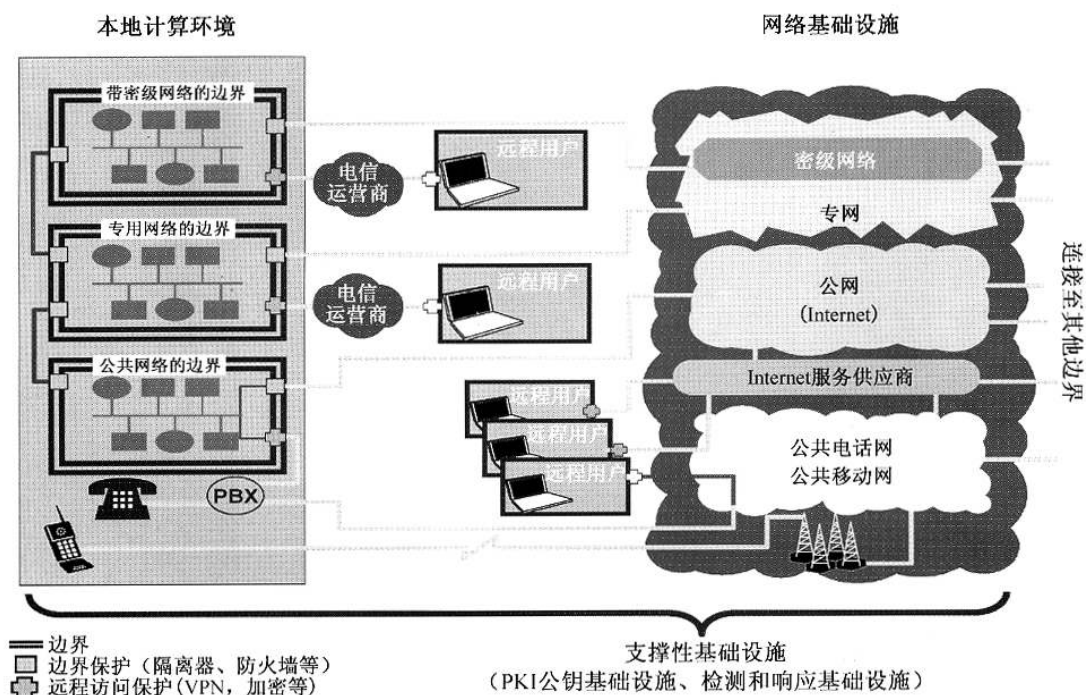 本地计算环境
网络基础设施
带密级网络的边界
电信
运营商
远程用户
密级网络
专网
专用网络的边界
电信
运营商
远程用户
公网
(Internet)
连接至其他边界
公共网络的边界
Internet服务供应商
远程用户
远程用户
远程用户
公共电话网
公共移动网
PBX
边界
边界保护（隔离器、防火墙等）
远程访问保护(VPN，加密等)
支撑性基础设施
（PKI公钥基础设施、检测和响应基础设施）